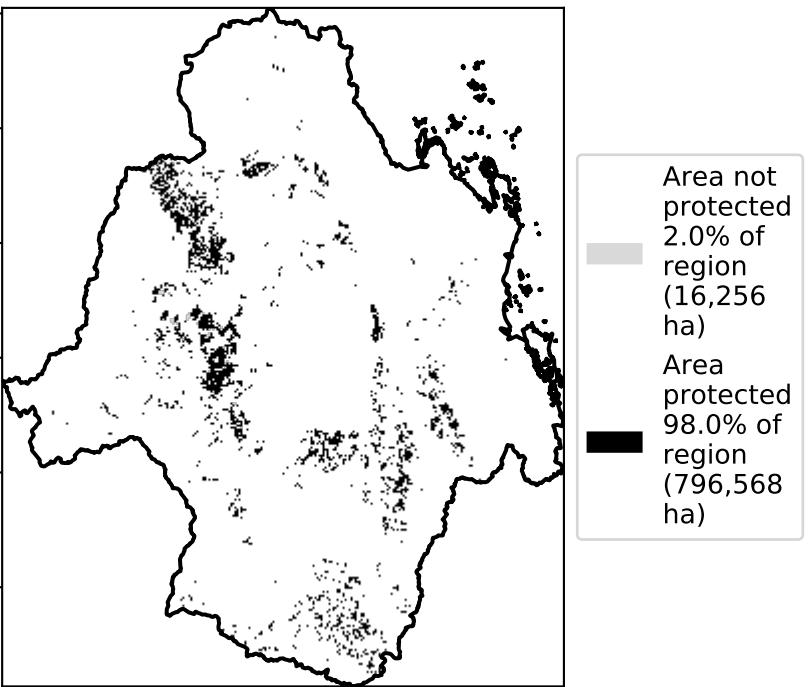 Area not
protected
2.0% of
region
(16,256
ha)
Area
protected
98.0% of
region
(796,568
ha)